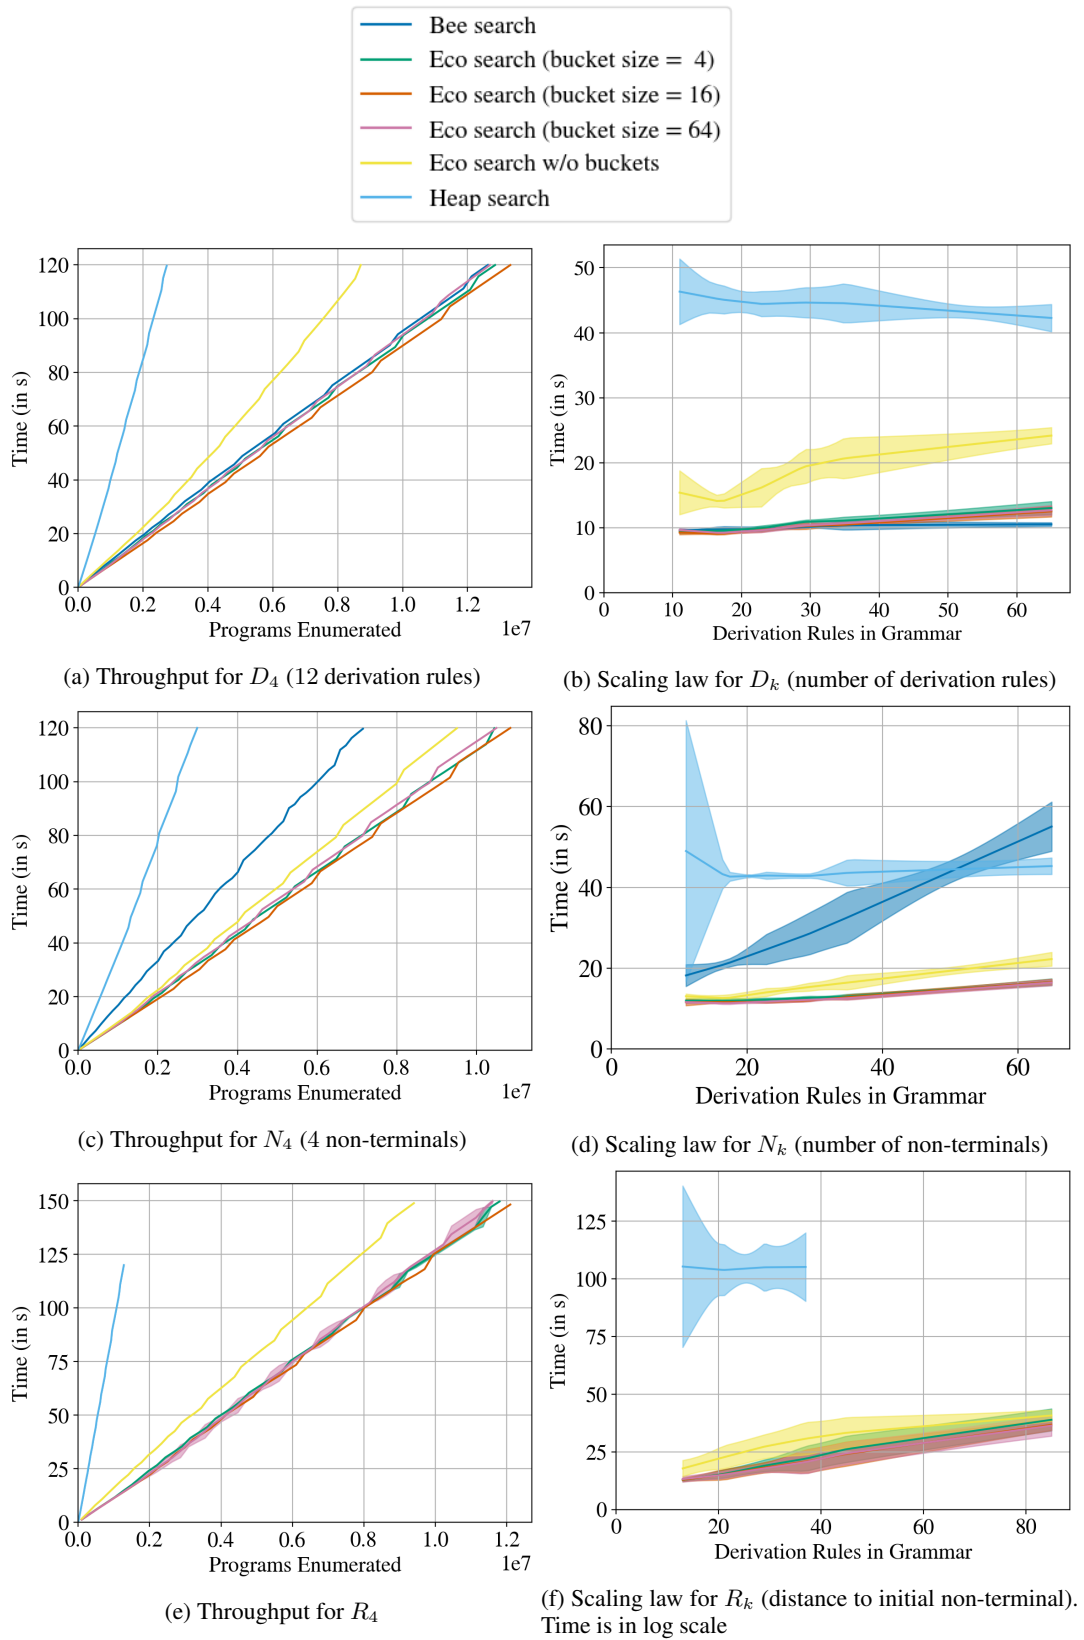 Bee search
Eco search (bucket size = 4)
Eco search (bucket size = 16)
Eco search (bucket size = 64)
Eco search w/o buckets
Heap search
120
100
80
60
40
20
0
Time (in s)
0.0 0.2 0.4 0.6 0.8 1.0 1.2
Programs Enumerated
1e7
(a) Throughput for D₄ (12 derivation rules)
50
40
30
20
10
0
Time (in s)
0 10 20 30 40 50 60
Derivation Rules in Grammar
(b) Scaling law for Dₖ (number of derivation rules)
120
100
80
60
40
20
0
Time (in s)
0.0 0.2 0.4 0.6 0.8 1.0
Programs Enumerated
1e7
(c) Throughput for N₄ (4 non-terminals)
80
60
40
20
0
Time (in s)
0 20 40 60
Derivation Rules in Grammar
(d) Scaling law for Nₖ (number of non-terminals)
150
125
100
75
50
25
0
Time (in s)
0.0 0.2 0.4 0.6 0.8 1.0 1.2
Programs Enumerated
1e7
(e) Throughput for R₄
125
100
75
50
25
0
Time (in s)
0 20 40 60 80
Derivation Rules in Grammar
(f) Scaling law for Rₖ (distance to initial non-terminal).
Time is in log scale